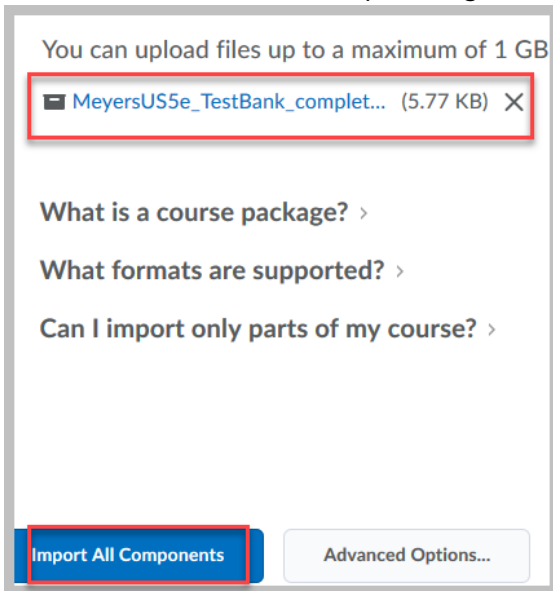 You can upload files up to a maximum of 1 GB
MeyersUS5e_TestBank_complet... (5.77 KB) X
What is a course package? >
What formats are supported? >
Can I import only parts of my course? >
Import All Components Advanced Options...